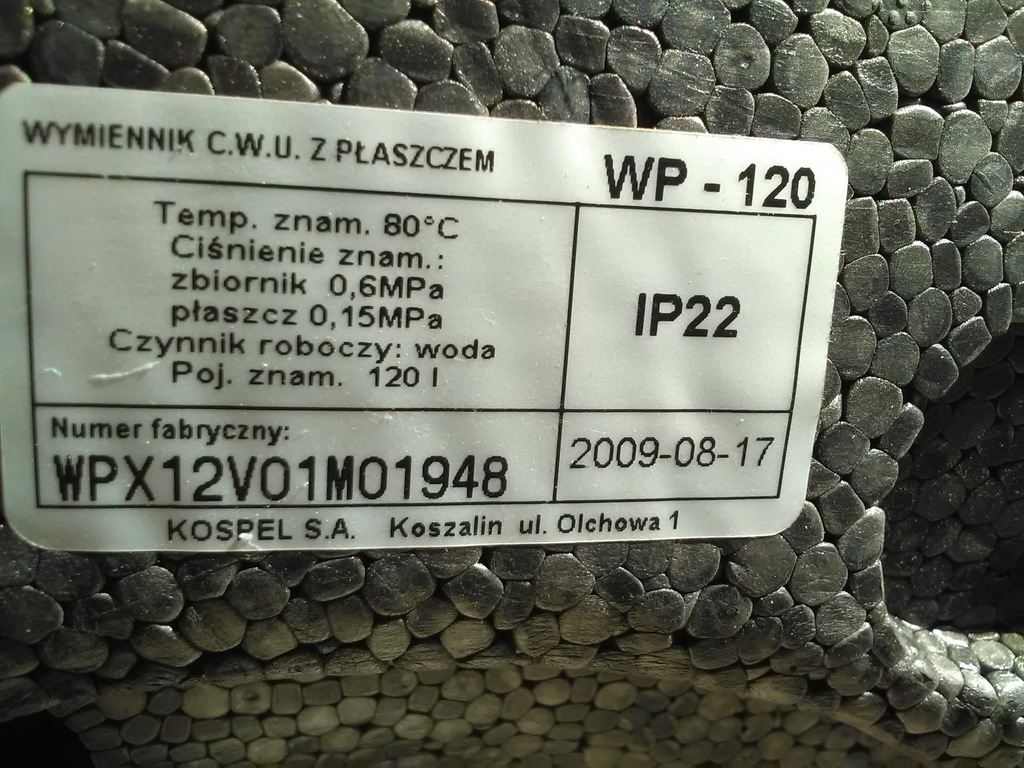 WYMIENNIK C.W.U. Z PŁASZCZEM
WP - 120
Temp. znam. 80°C
Ciśnienie znam.:
zbiornik 0,6MPa
płaszcz 0,15MPa
Czynnik roboczy: woda
Poj. znam. 120 l
IP22
Numer fabryczny:
WPX12V01M01948
2009-08-17
KOSPEL S.A. Koszalin ul. Olchowa 1